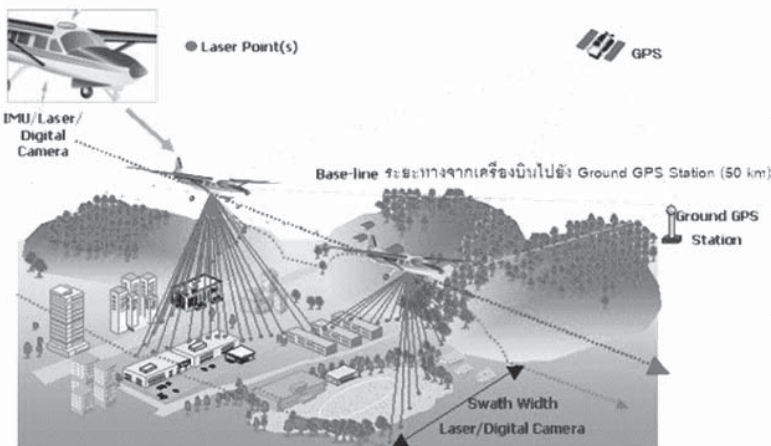 Laser Point(s)
GPS
IMU/Laser/
Digital
Camera
Base-line ระยะทางจากเครื่องบินไปยัง Ground GPS Station (50 km)
Ground GPS
Station
Swath Width
Laser/Digital Camera